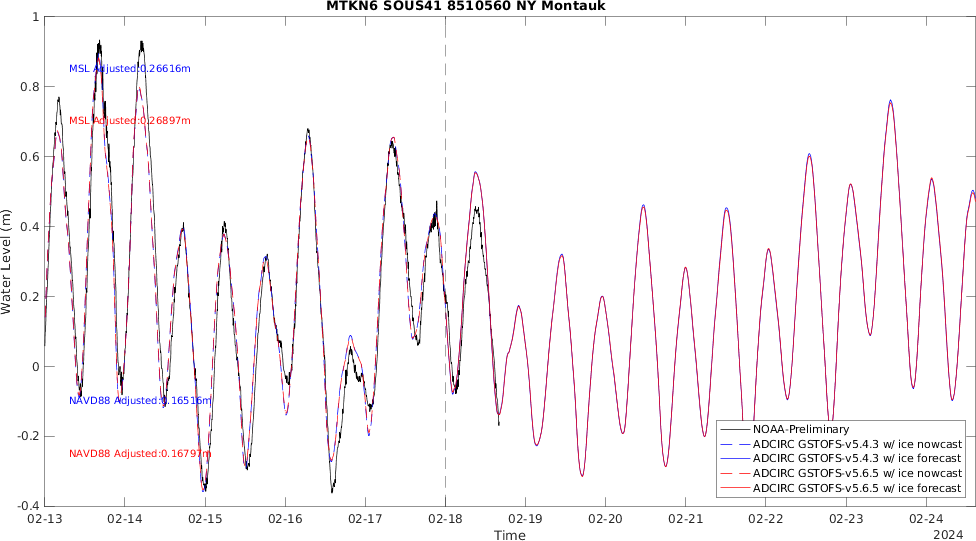 MTKN6 SOUS41 8510560 NY Montauk
Water Level (m)
1
0.8
0.6
0.4
0.2
0
-0.2
-0.4
MSL Adjusted:0.26616m
MSL Adjusted:0.26897m
NAVD88 Adjusted:0.16516m
NAVD88 Adjusted:0.16797m
NOAA-Preliminary
ADCIRC GSTOFS-v5.4.3 w/ ice nowcast
ADCIRC GSTOFS-v5.4.3 w/ ice forecast
ADCIRC GSTOFS-v5.6.5 w/ ice nowcast
ADCIRC GSTOFS-v5.6.5 w/ ice forecast
02-13 02-14 02-15 02-16 02-17 02-18 02-19 02-20 02-21 02-22 02-23 02-24
Time
2024